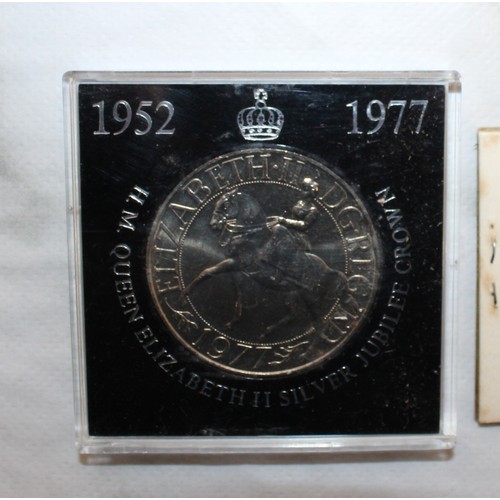 1952 1977
H.M. QUEEN ELIZABETH II SILVER JUBILEE CROWN
ELIZABETH·II D·G·REG
1977